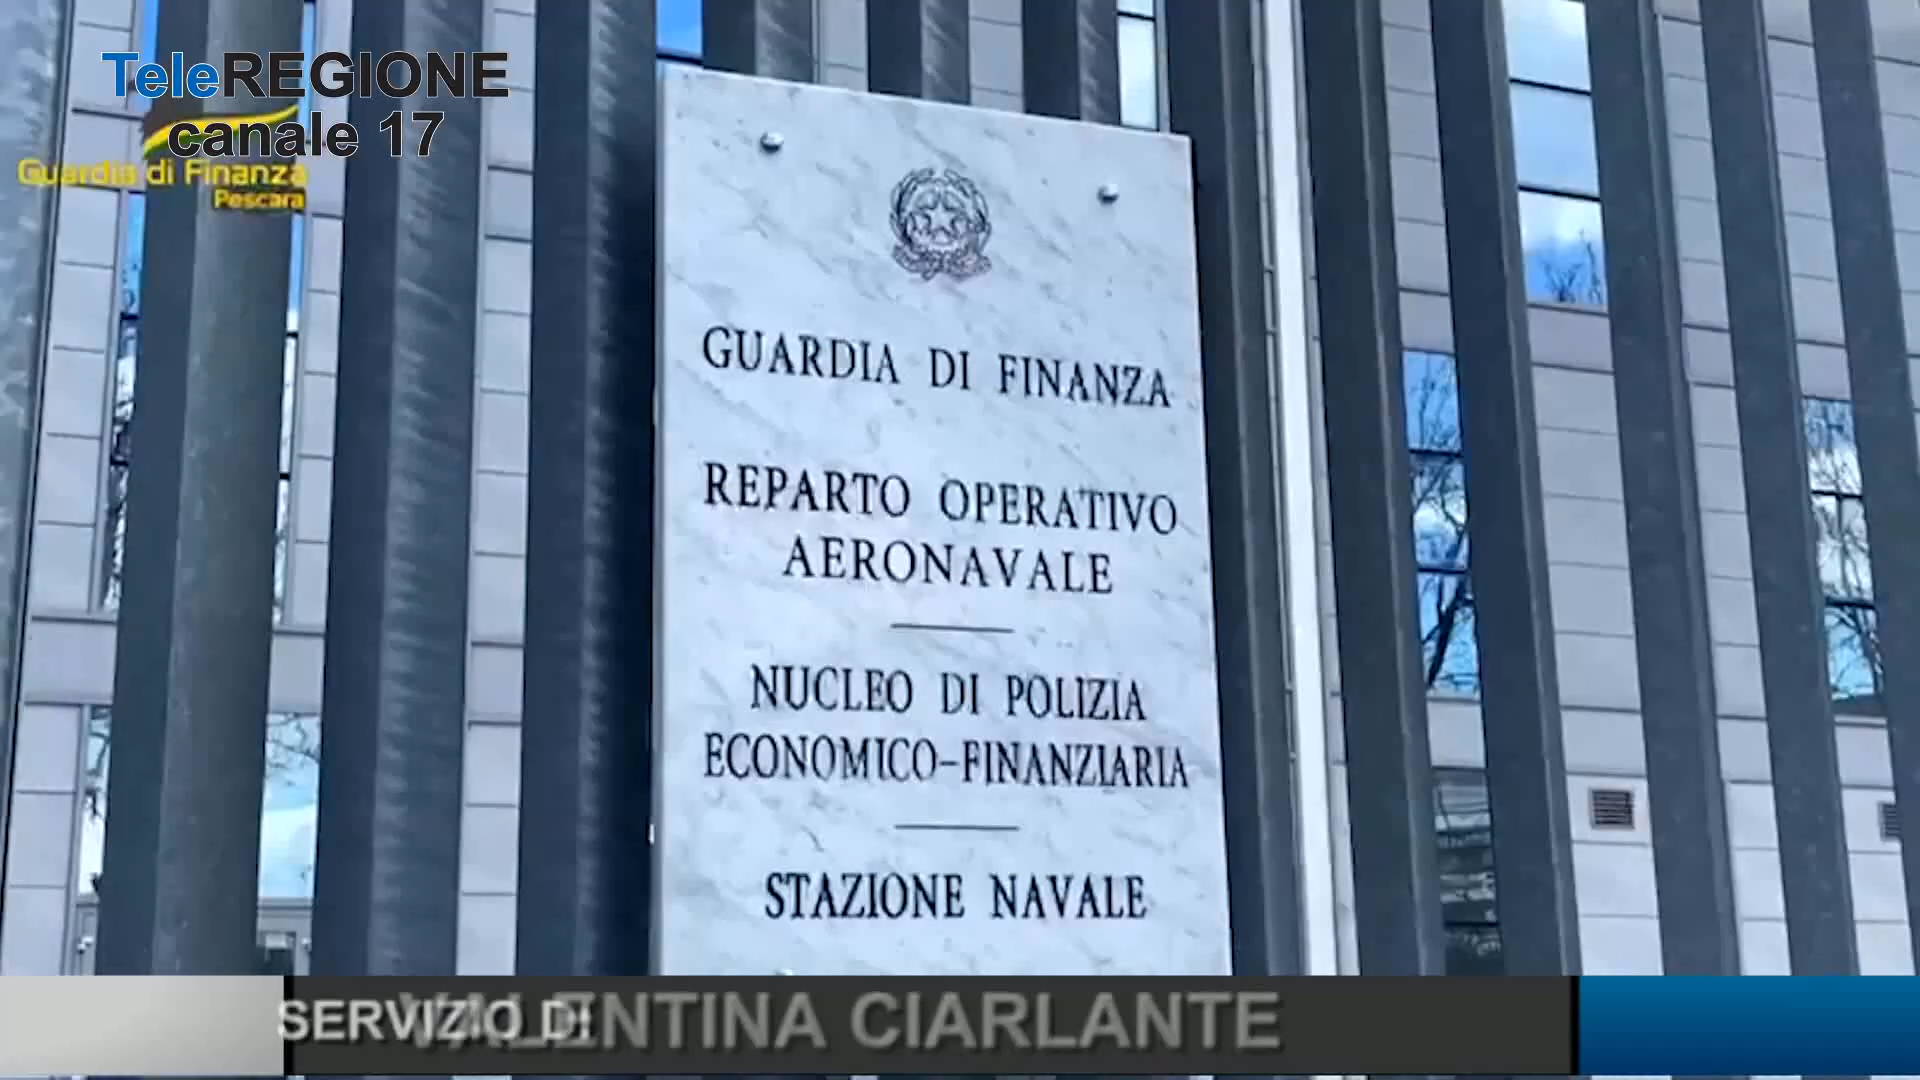 TeleREGIONE
canale 17
Guardia di Finanza
Pescara
GUARDIA DI FINANZA
REPARTO OPERATIVO
AERONAVALE
NUCLEO DI POLIZIA
ECONOMICO-FINANZIARIA
STAZIONE NAVALE
SERVIZIO DI
VALENTINA CIARLANTE